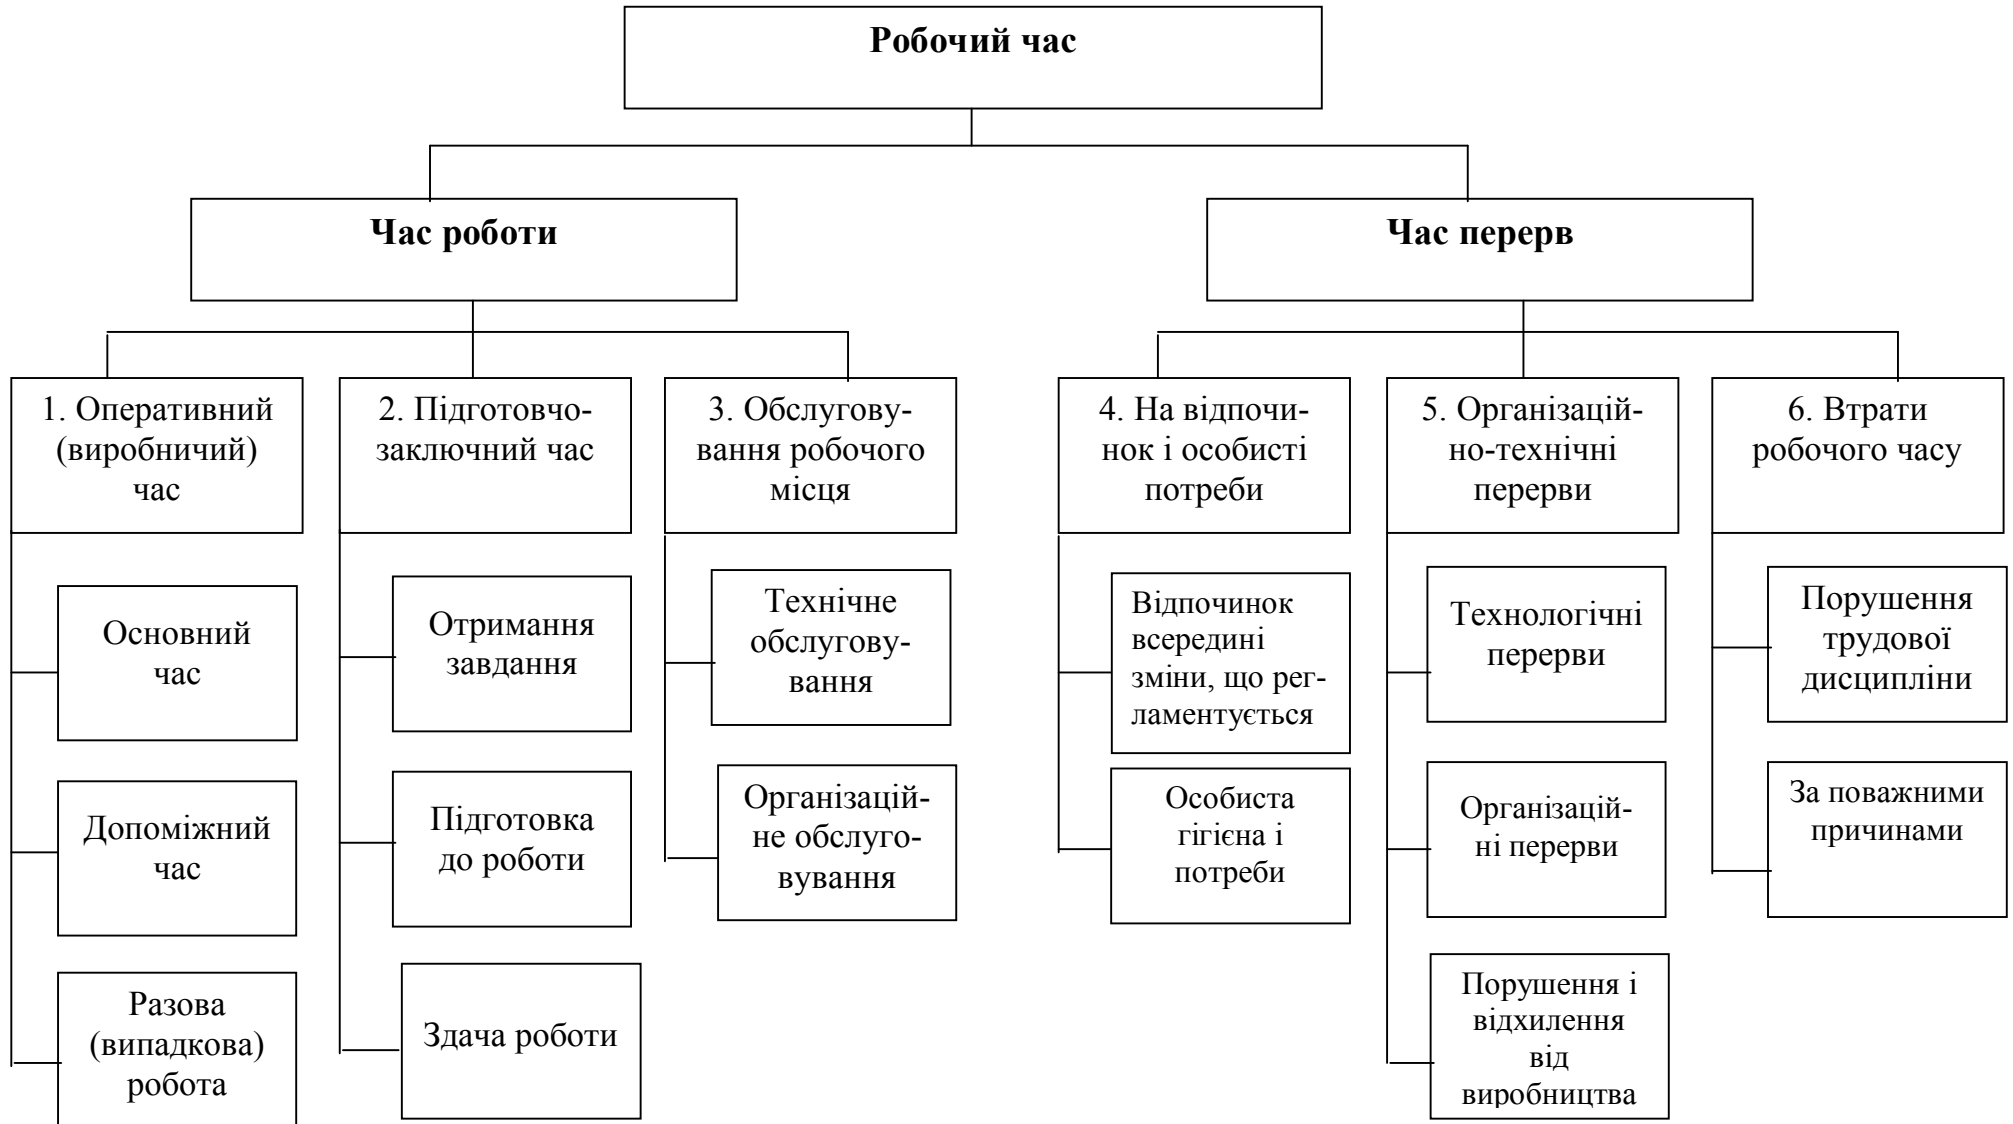 Робочий час
Час роботи
Час перерв
1. Оперативний
(виробничий)
час
2. Підготовчо-
заключний час
3. Обслугову-
вання робочого
місця
4. На відпочи-
нок і особисті
потреби
5. Організацій-
но-технічні
перерви
6. Втрати
робочого часу
Основний
час
Отримання
завдання
Технічне
обслугову-
вання
Відпочинок
всередині
зміни, що рег-
ламентується
Технологічні
перерви
Порушення
трудової
дисципліни
Допоміжний
час
Підготовка
до роботи
Організацій-
не обслуго-
вування
Особиста
гігієна і
потреби
Організацій-
ні перерви
За поважними
причинами
Разова
(випадкова)
робота
Здача роботи
Порушення і
відхилення
від
виробництва